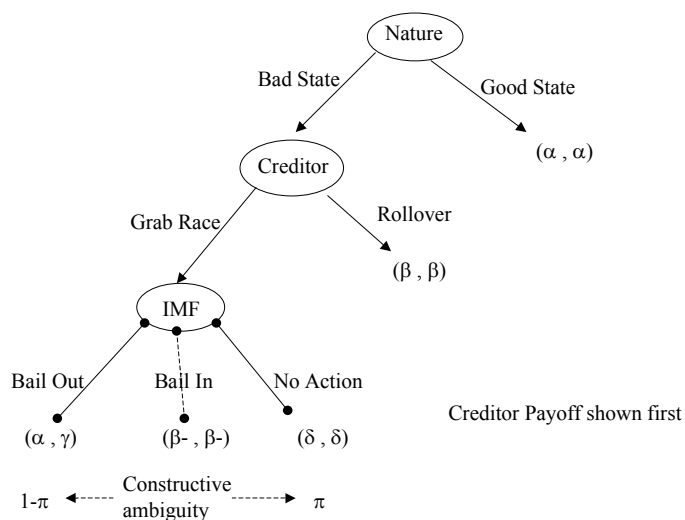 Nature
Bad State
Good State
(α , α)
Creditor
Grab Race
Rollover
(β , β)
IMF
Bail Out
Bail In
No Action
Creditor Payoff shown first
(α , γ)
(β- , β-)
(δ , δ)
1-π
Constructive
ambiguity
π